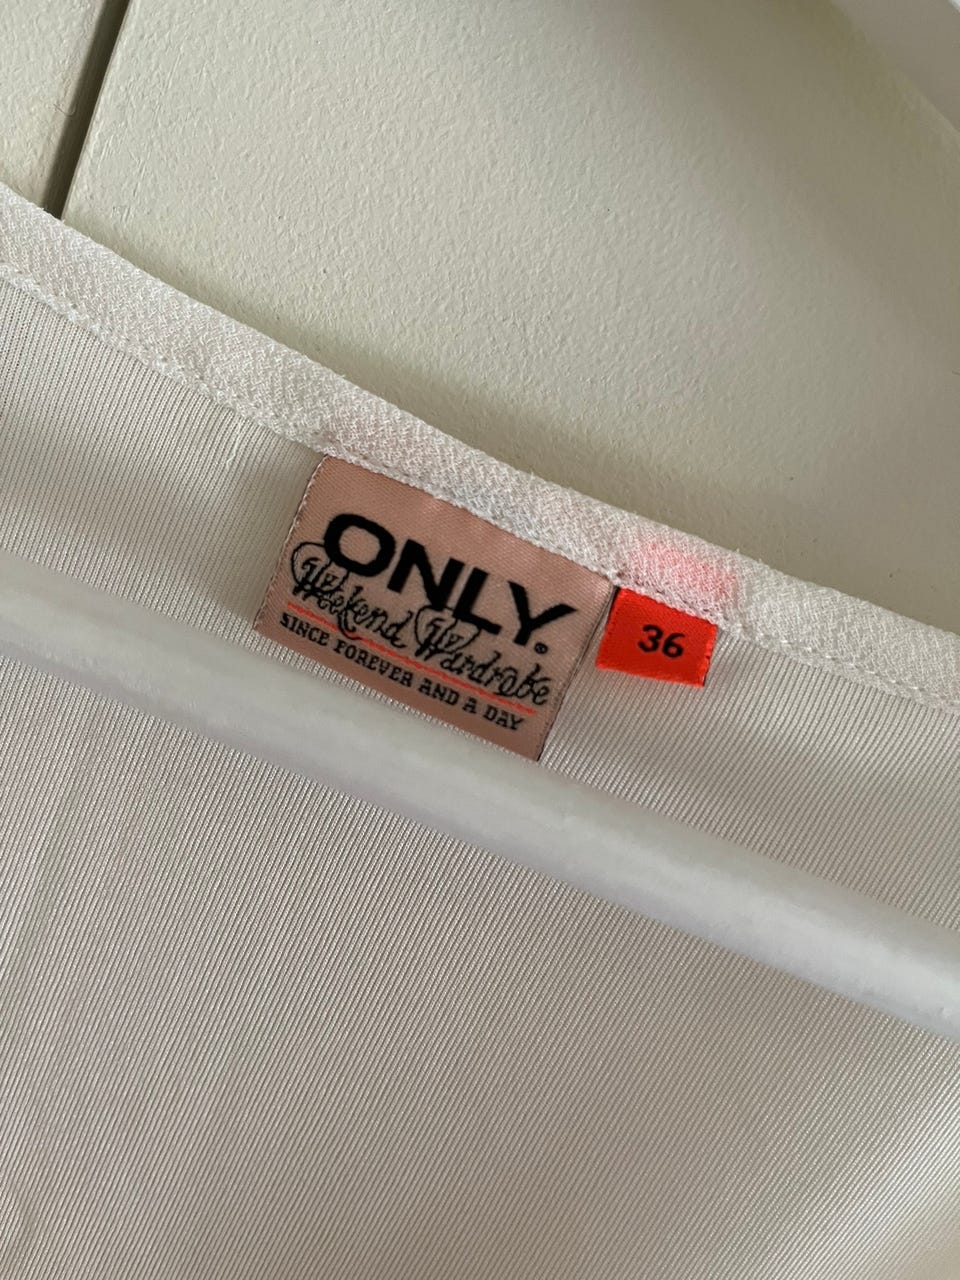 ONLY®
Weekend Wardrobe
SINCE FOREVER AND A DAY
36